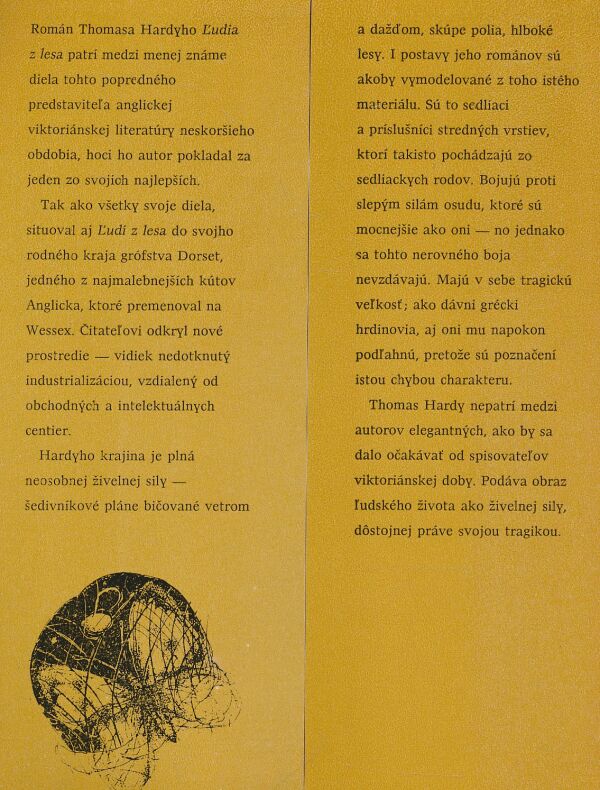 Román Thomasa Hardyho Ľudia
z lesa patrí medzi menej známe
diela tohto popredného
predstaviteľa anglickej
viktoriánskej literatúry neskoršieho
obdobia, hoci ho autor pokladal za
jeden zo svojich najlepších.
Tak ako všetky svoje diela,
situoval aj Ľudí z lesa do svojho
rodného kraja grófstva Dorset,
jedného z najmalebnejších kútov
Anglicka, ktoré premenoval na
Wessex. Čitateľovi odkryl nové
prostredie — vidiek nedotknutý
industrializáciou, vzdialený od
obchodných a intelektuálnych
centier.
Hardyho krajina je plná
neosobnej živelnej sily —
šedivníkové pláne bičované vetrom
a dažďom, skúpe polia, hlboké
lesy. I postavy jeho románov sú
akoby vymodelované z toho istého
materiálu. Sú to sedliaci
a príslušníci stredných vrstiev,
ktorí takisto pochádzajú zo
sedliackych rodov. Bojujú proti
slepým silám osudu, ktoré sú
mocnejšie ako oni — no jednako
sa tohto nerovného boja
nevzdávajú. Majú v sebe tragickú
veľkosť; ako dávni grécki
hrdinovia, aj oni mu napokon
podľahnú, pretože sú poznačení
istou chybou charakteru.
Thomas Hardy nepatrí medzi
autorov elegantných, ako by sa
dalo očakávať od spisovateľov
viktoriánskej doby. Podáva obraz
ľudského života ako živelnej sily,
dôstojnej práve svojou tragikou.